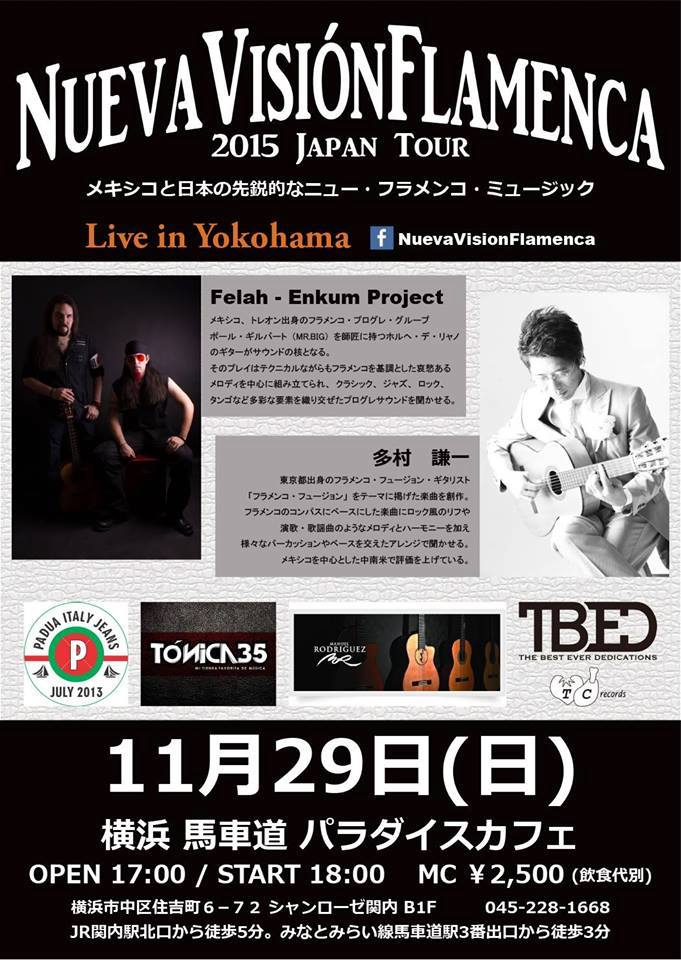 NUEVA VISIÓN FLAMENCA
2015 JAPAN TOUR
メキシコと日本の先鋭的なニュー・フラメンコ・ミュージック
Live in Yokohama
f NuevaVisionFlamenca
Felah - Enkum Project
メキシコ、トレオン出身のフラメンコ・プログレ・グループ
ポール・ギルバート（MR.BIG）を師匠に持つホルヘ・デ・リャノ
のギターがサウンドの核となる。
そのプレイはテクニカルながらもフラメンコを基調とした哀愁ある
メロディを中心に組み立てられ、クラシック、ジャズ、ロック、
タンゴなど多彩な要素を織り交ぜたプログレサウンドを聞かせる。
多村　謙一
東京都出身のフラメンコ・フュージョン・ギタリスト
「フラメンコ・フュージョン」をテーマに掲げた楽曲を創作。
フラメンコのコンパスにベースにした楽曲にロック風のリフや
演歌・歌謡曲のようなメロディとハーモニーを加え
様々なパーカッションやベースを交えたアレンジで聞かせる。
メキシコを中心とした中南米で評価を上げている。
PADUA ITALY JEANS
P
JULY 2013
TÓNICA 35
MI TIENDA FAVORITA DE MÚSICA
MANUEL
RODRIGUEZ
MR
TBED
THE BEST EVER DEDICATIONS
T C records
11月29日(日)
横浜 馬車道 パラダイスカフェ
OPEN 17:00 / START 18:00 MC ￥2,500 (飲食代別)
横浜市中区住吉町６－７２ シャンローゼ関内 B1F 045-228-1668
JR関内駅北口から徒歩5分。みなとみらい線馬車道駅3番出口から徒歩3分